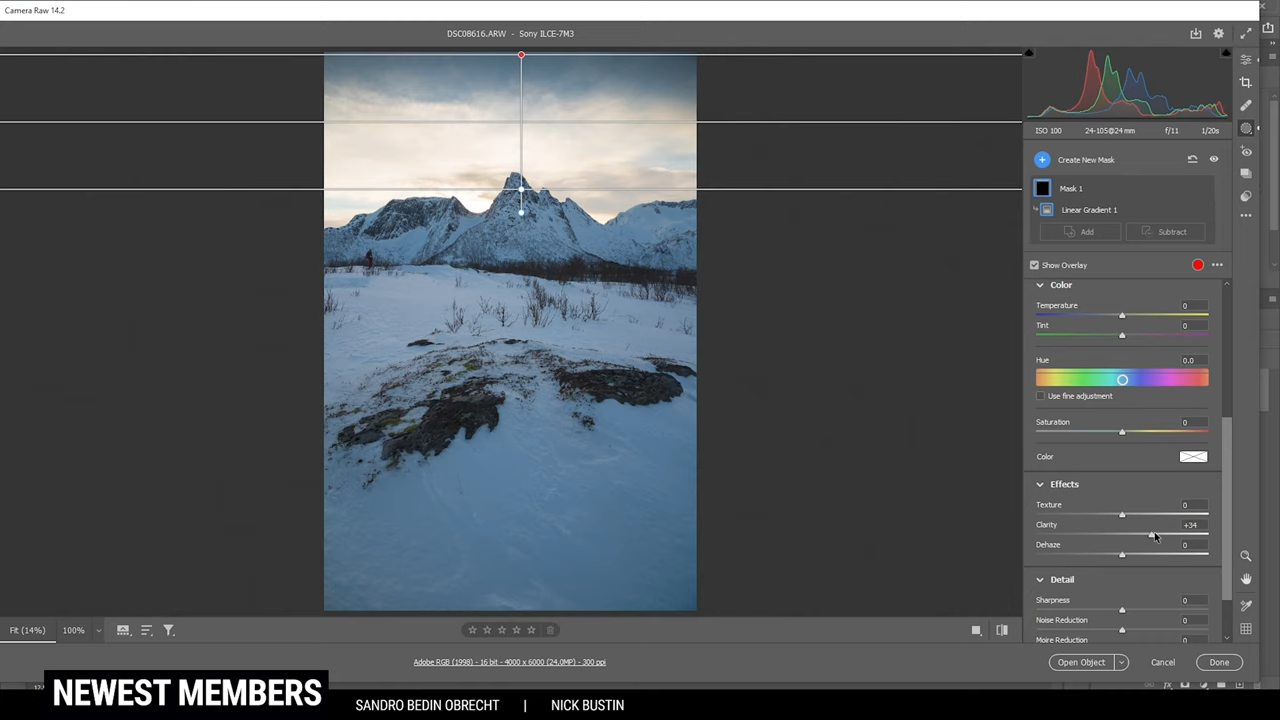 Camera Raw 14.2
DSC08616.ARW - Sony ILCE-7M3
ISO 100 24-105@24 mm f/11 1/20s
Create New Mask
Mask 1
Linear Gradient 1
Add Subtract
Show Overlay
Color
Temperature 0
Tint 0
Hue 0.0
Use fine adjustment
Saturation 0
Color
Effects
Texture 0
Clarity +34
Dehaze 0
Detail
Sharpness 0
Noise Reduction 0
Moire Reduction 0
Fit (14%) 100%
Adobe RGB (1998) - 16 bit - 4000 x 6000 (24.0MP) - 300 ppi
Open Object Cancel Done
NEWEST MEMBERS SANDRO BEDIN OBRECHT | NICK BUSTIN